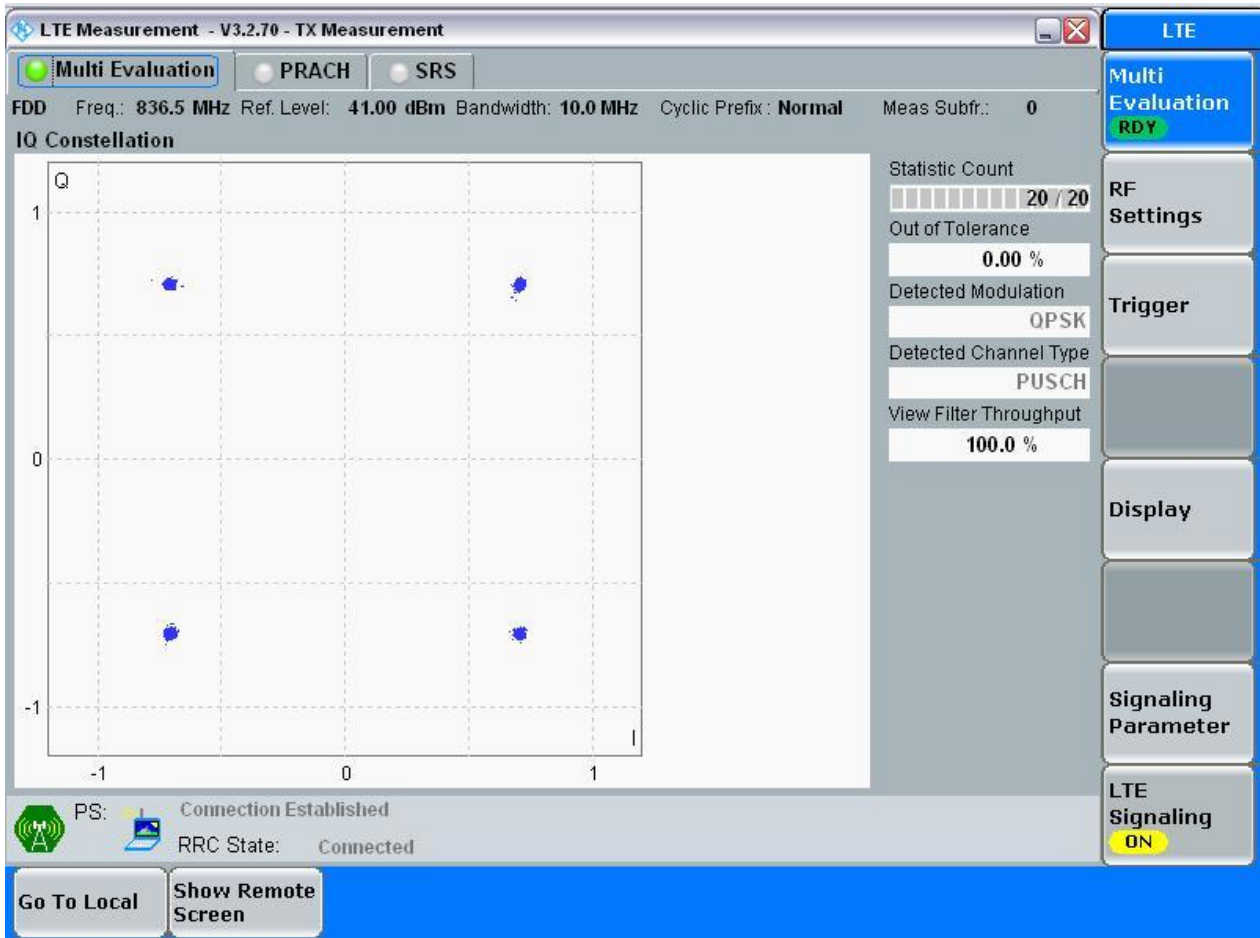 LTE Measurement - V3.2.70 - TX Measurement
LTE
Multi Evaluation PRACH SRS
FDD Freq.: 836.5 MHz Ref. Level: 41.00 dBm Bandwidth: 10.0 MHz Cyclic Prefix : Normal Meas Subfr.: 0
IQ Constellation
Q
1
0
-1
I
-1 0 1
Statistic Count
20 / 20
Out of Tolerance
0.00 %
Detected Modulation
QPSK
Detected Channel Type
PUSCH
View Filter Throughput
100.0 %
PS: Connection Established
RRC State: Connected
Multi
Evaluation
RDY
RF
Settings
Trigger
Display
Signaling
Parameter
LTE
Signaling
ON
Go To Local
Show Remote
Screen